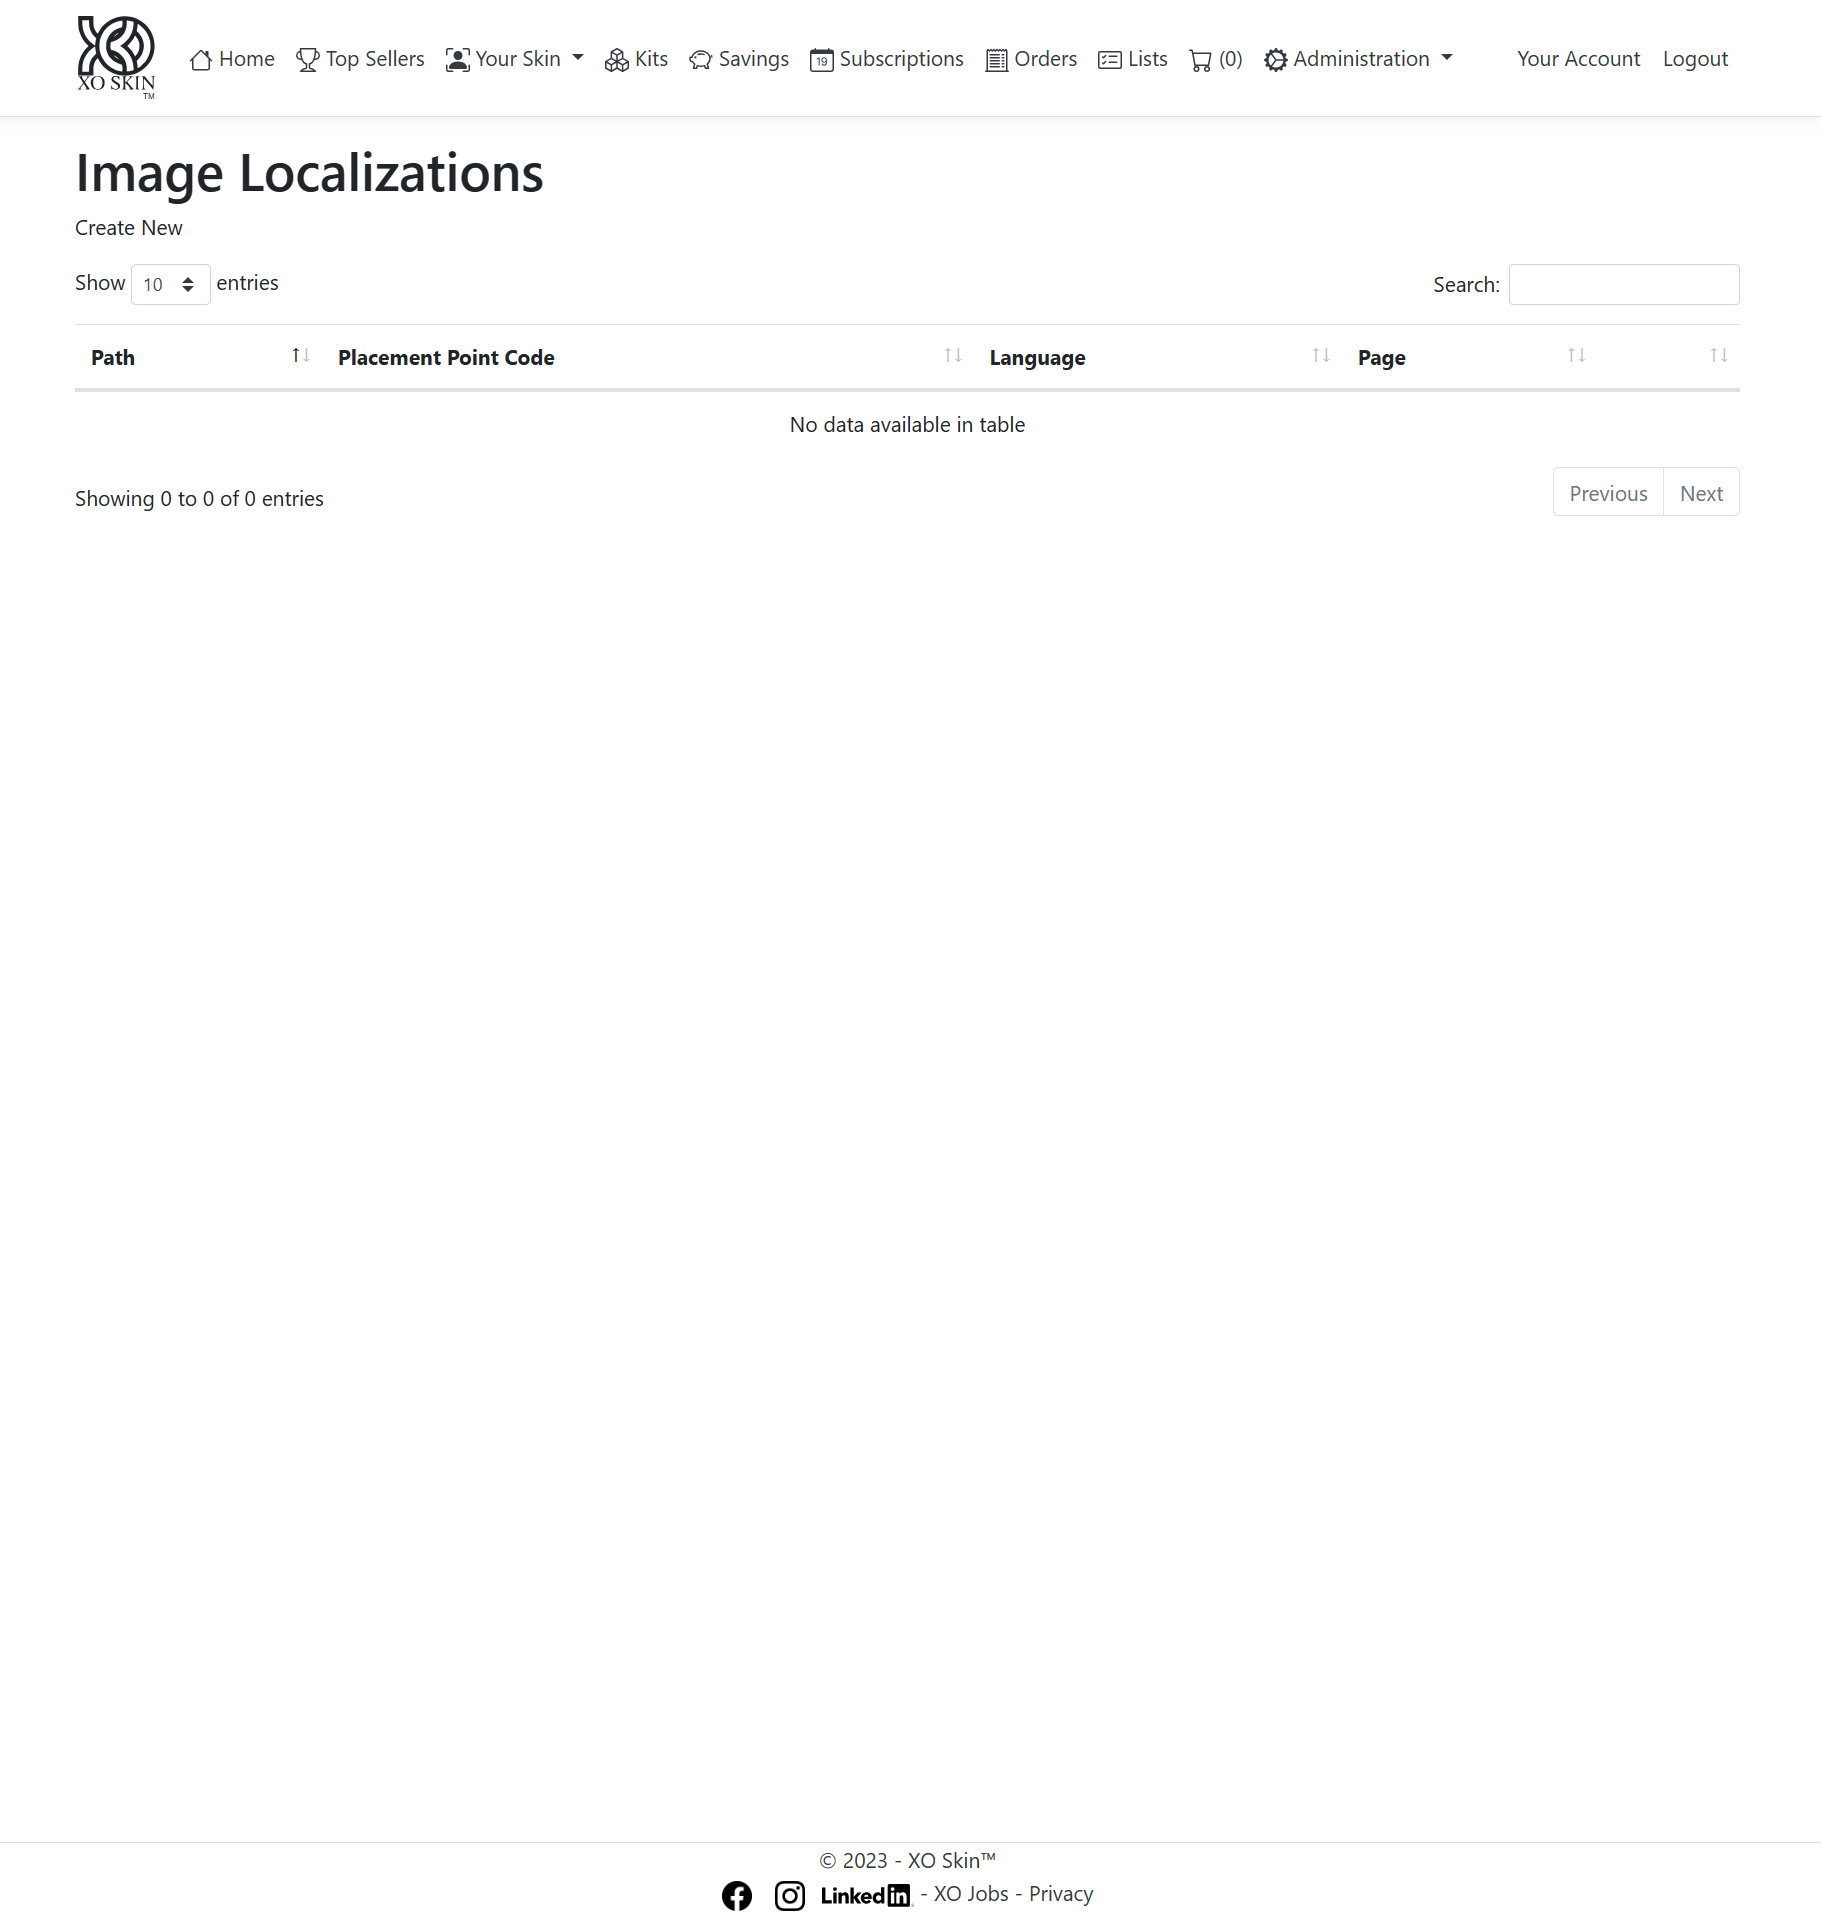 XO SKIN
TM
Home Top Sellers Your Skin Kits Savings 19 Subscriptions Orders Lists (0) Administration Your Account Logout
Image Localizations
Create New
Show 10 entries Search:
Path Placement Point Code Language Page
No data available in table
Showing 0 to 0 of 0 entries Previous Next
© 2023 - XO Skin™
Linked in - XO Jobs - Privacy